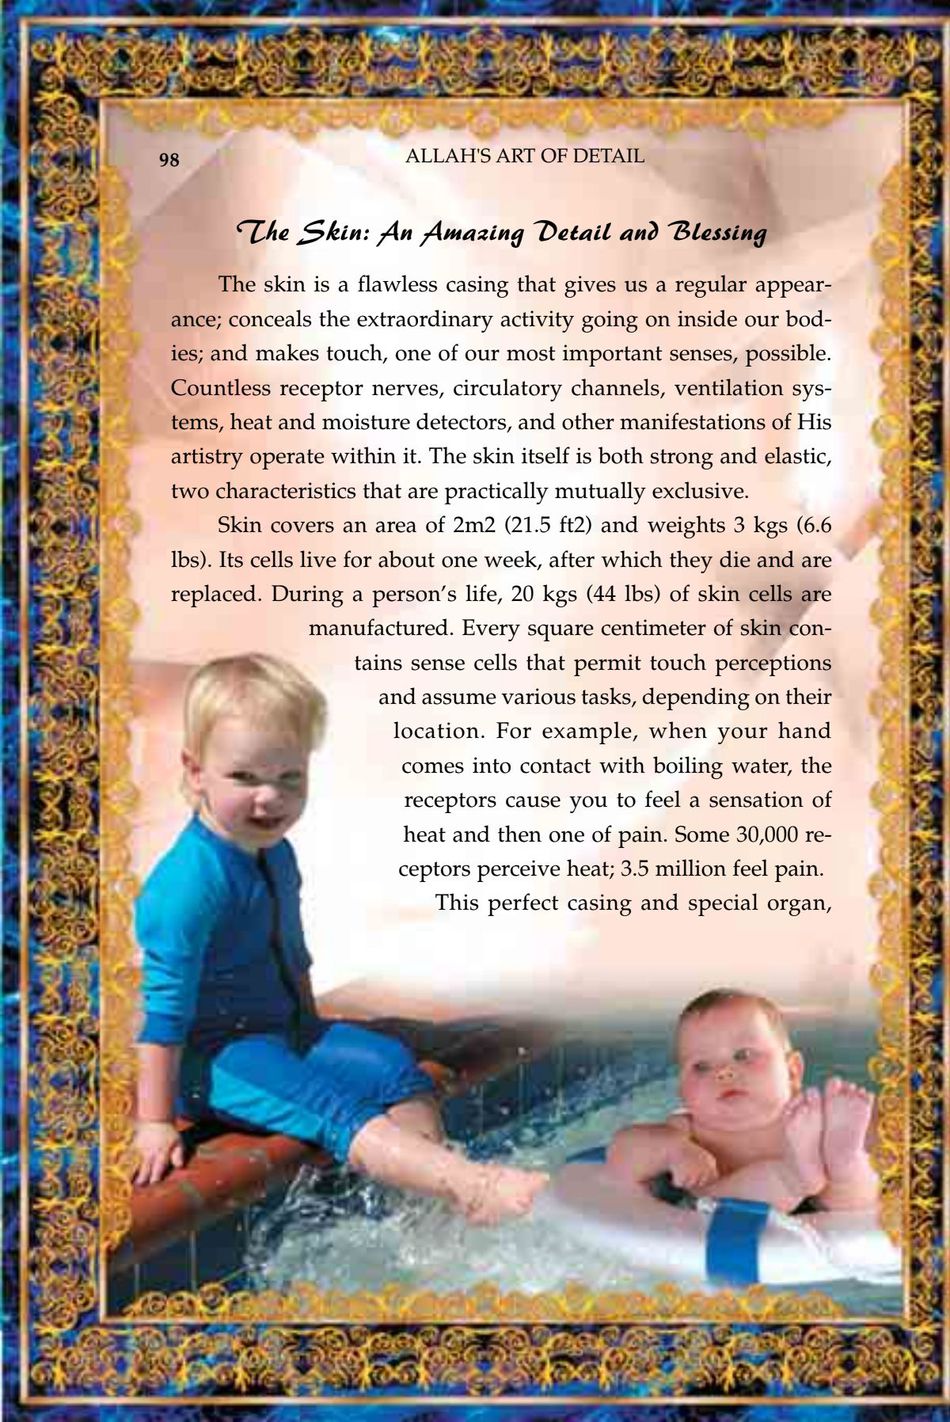 98
ALLAH'S ART OF DETAIL
The Skin: An Amazing Detail and Blessing
The skin is a flawless casing that gives us a regular appear-
ance; conceals the extraordinary activity going on inside our bod-
ies; and makes touch, one of our most important senses, possible.
Countless receptor nerves, circulatory channels, ventilation sys-
tems, heat and moisture detectors, and other manifestations of His
artistry operate within it. The skin itself is both strong and elastic,
two characteristics that are practically mutually exclusive.
Skin covers an area of 2m2 (21.5 ft2) and weights 3 kgs (6.6
lbs). Its cells live for about one week, after which they die and are
replaced. During a person’s life, 20 kgs (44 lbs) of skin cells are
manufactured. Every square centimeter of skin con-
tains sense cells that permit touch perceptions
and assume various tasks, depending on their
location. For example, when your hand
comes into contact with boiling water, the
receptors cause you to feel a sensation of
heat and then one of pain. Some 30,000 re-
ceptors perceive heat; 3.5 million feel pain.
This perfect casing and special organ,